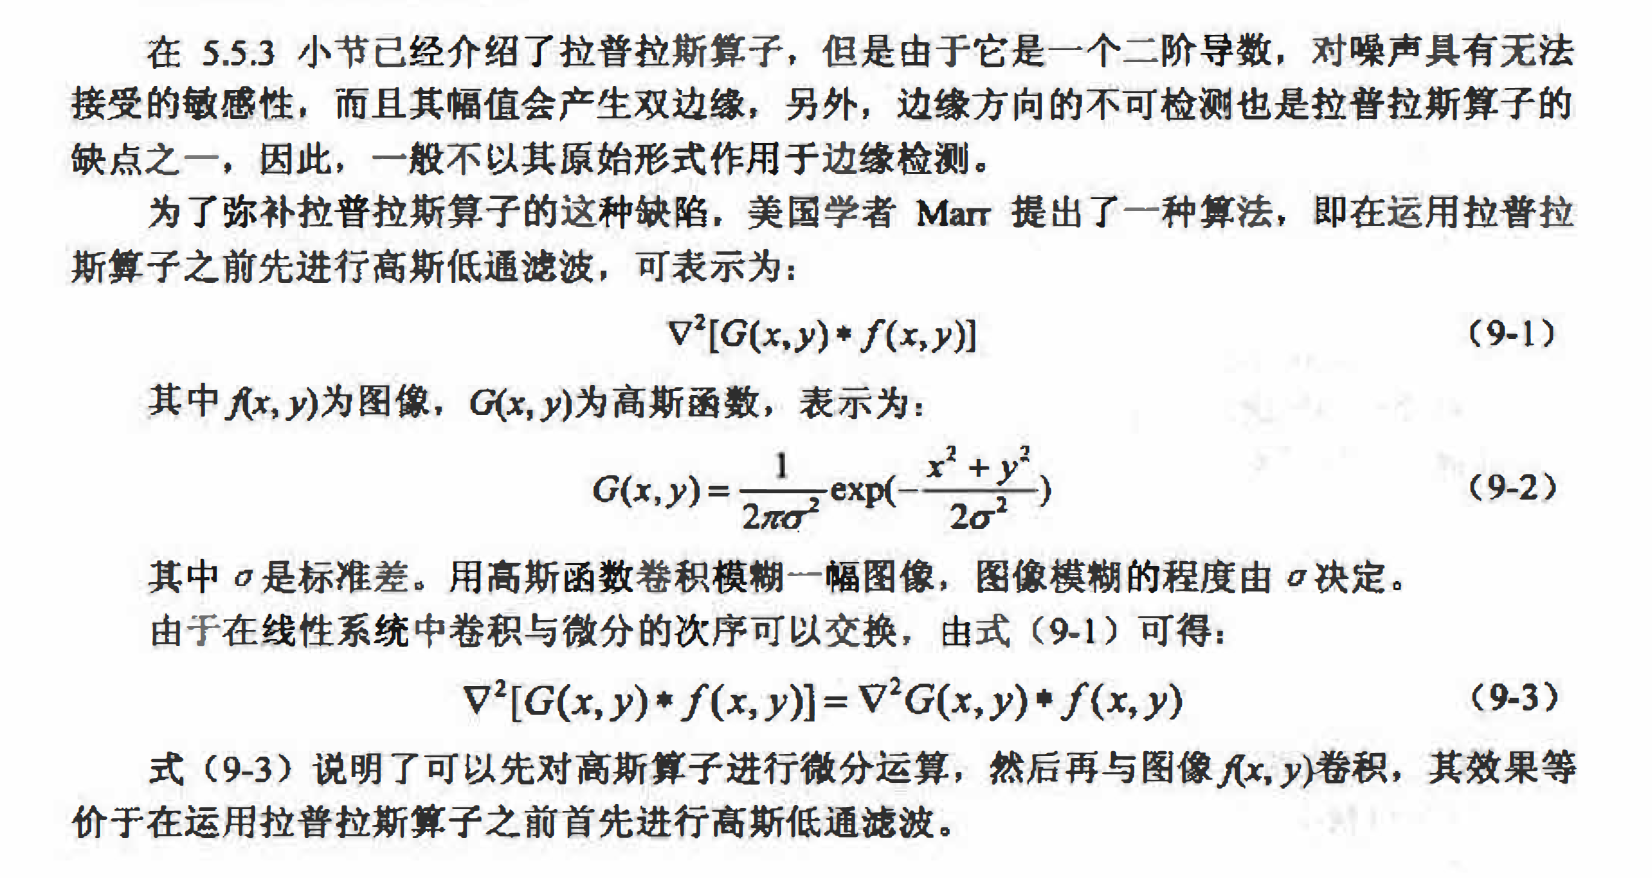 在 5.5.3 小节已经介绍了拉普拉斯算子，但是由于它是一个二阶导数，对噪声具有无法
接受的敏感性，而且其幅值会产生双边缘，另外，边缘方向的不可检测也是拉普拉斯算子的
缺点之一，因此，一般不以其原始形式作用于边缘检测。
为了弥补拉普拉斯算子的这种缺陷，美国学者 Marr 提出了一种算法，即在运用拉普拉
斯算子之前先进行高斯低通滤波，可表示为：
∇²[G(x,y)*f(x,y)] （9-1）
其中 f(x, y)为图像，G(x, y)为高斯函数，表示为：
G(x,y)=\frac{1}{2πσ²}exp(-\frac{x²+y²}{2σ²}) （9-2）
其中 σ 是标准差。用高斯函数卷积模糊一幅图像，图像模糊的程度由 σ 决定。
由于在线性系统中卷积与微分的次序可以交换，由式（9-1）可得：
∇²[G(x,y)*f(x,y)]=∇²G(x,y)*f(x,y) （9-3）
式（9-3）说明了可以先对高斯算子进行微分运算，然后再与图像 f(x, y)卷积，其效果等
价于在运用拉普拉斯算子之前首先进行高斯低通滤波。